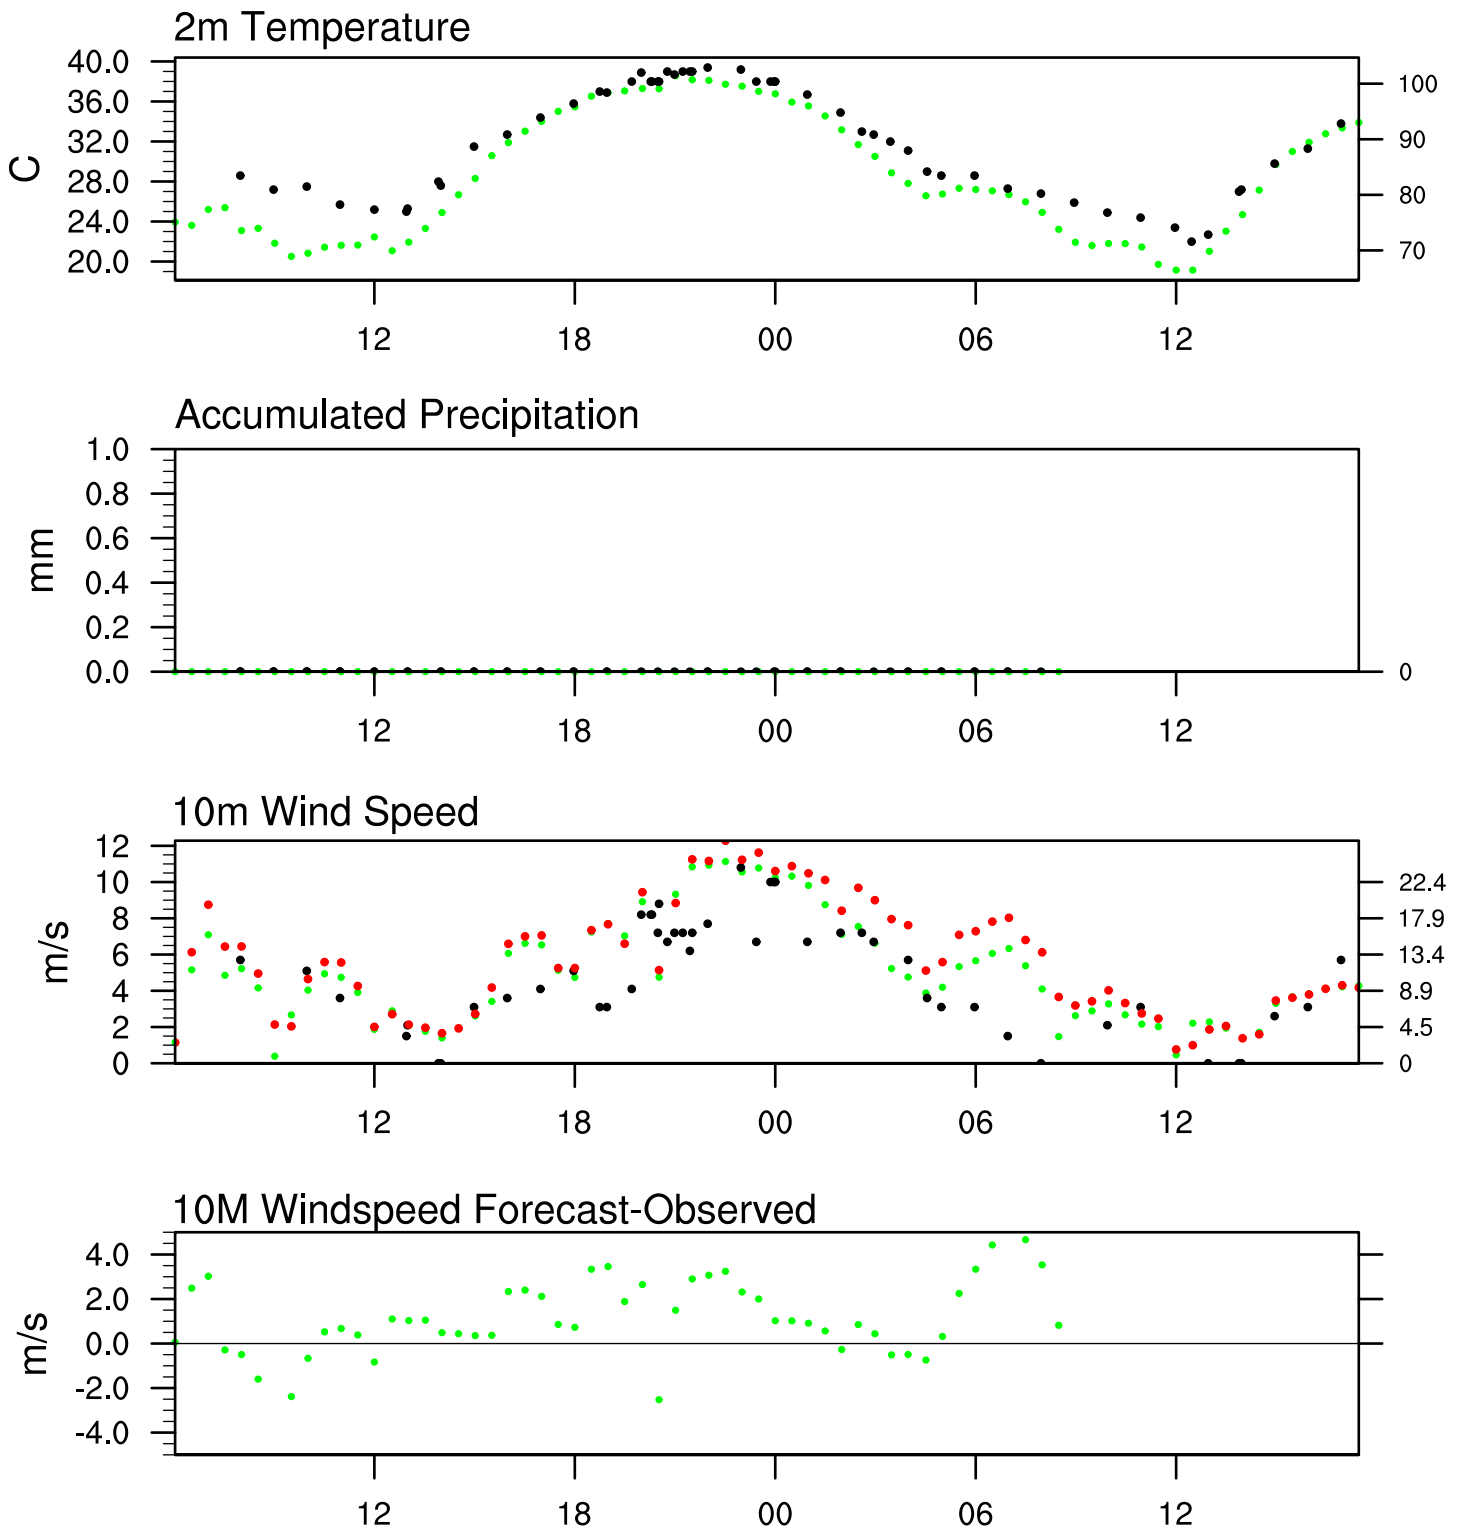 2m Temperature
40.0
36.0
32.0
28.0
24.0
20.0
C
100
90
80
70
12 18 00 06 12
Accumulated Precipitation
1.0
0.8
0.6
0.4
0.2
0.0
mm
0
12 18 00 06 12
10m Wind Speed
12
10
8
6
4
2
0
m/s
22.4
17.9
13.4
8.9
4.5
0
12 18 00 06 12
10M Windspeed Forecast-Observed
4.0
2.0
0.0
-2.0
-4.0
m/s
12 18 00 06 12